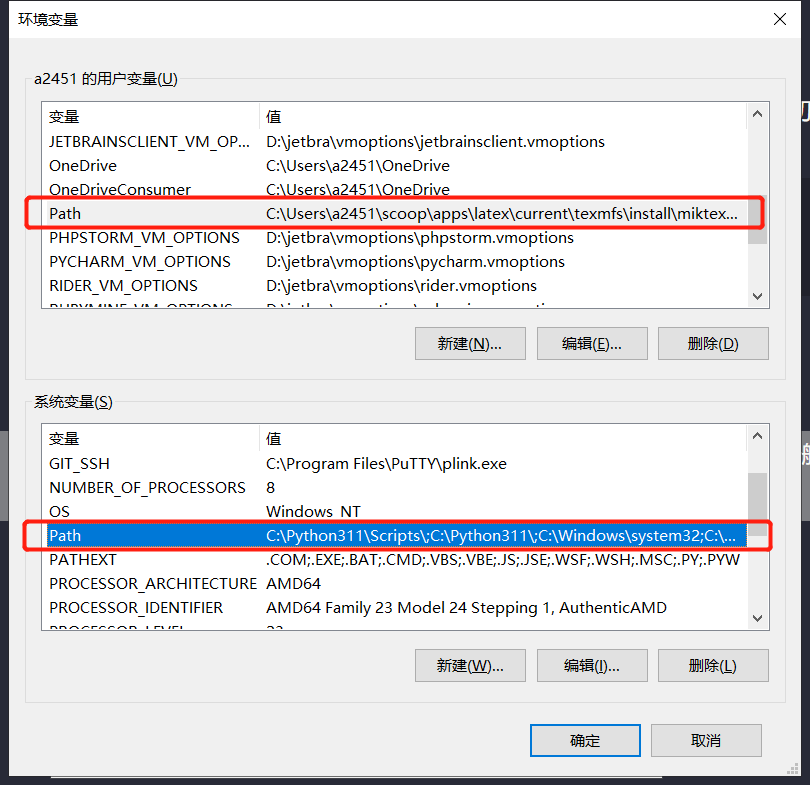 环境变量
a2451 的用户变量(U)
变量 值
JETBRAINSCLIENT_VM_OP... D:\jetbra\vmoptions\jetbrainsclient.vmoptions
OneDrive C:\Users\a2451\OneDrive
OneDriveConsumer C:\Users\a2451\OneDrive
Path C:\Users\a2451\scoop\apps\latex\current\texmfs\install\miktex...
PHPSTORM_VM_OPTIONS D:\jetbra\vmoptions\phpstorm.vmoptions
PYCHARM_VM_OPTIONS D:\jetbra\vmoptions\pycharm.vmoptions
RIDER_VM_OPTIONS D:\jetbra\vmoptions\rider.vmoptions
新建(N)... 编辑(E)... 删除(D)
系统变量(S)
变量 值
GIT_SSH C:\Program Files\PuTTY\plink.exe
NUMBER_OF_PROCESSORS 8
OS Windows_NT
Path C:\Python311\Scripts\;C:\Python311\;C:\Windows\system32;C:\...
PATHEXT .COM;.EXE;.BAT;.CMD;.VBS;.VBE;.JS;.JSE;.WSF;.WSH;.MSC;.PY;.PYW
PROCESSOR_ARCHITECTURE AMD64
PROCESSOR_IDENTIFIER AMD64 Family 23 Model 24 Stepping 1, AuthenticAMD
新建(W)... 编辑(I)... 删除(L)
确定 取消